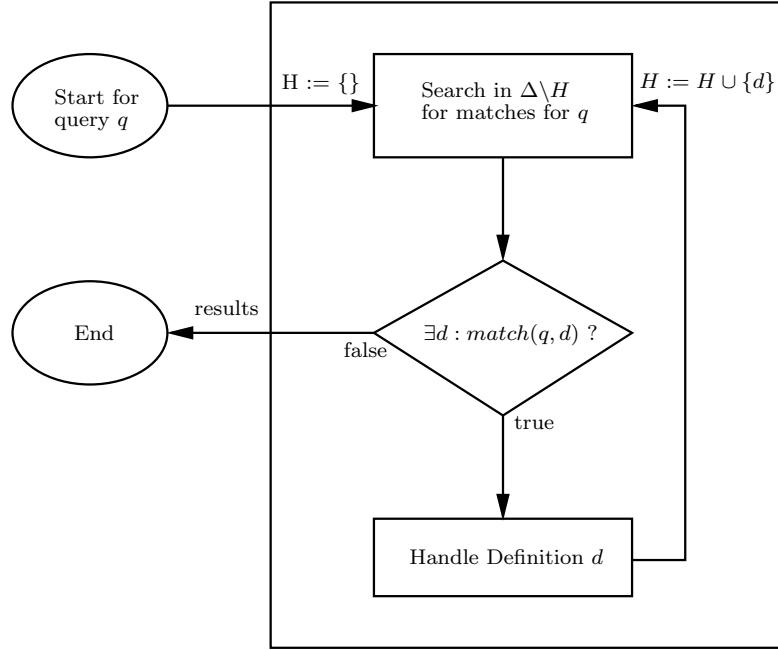 Start for
query q
H := {}
Search in Δ\H
for matches for q
H := H ∪ {d}
End
results
false
∃d : match(q, d) ?
true
Handle Definition d